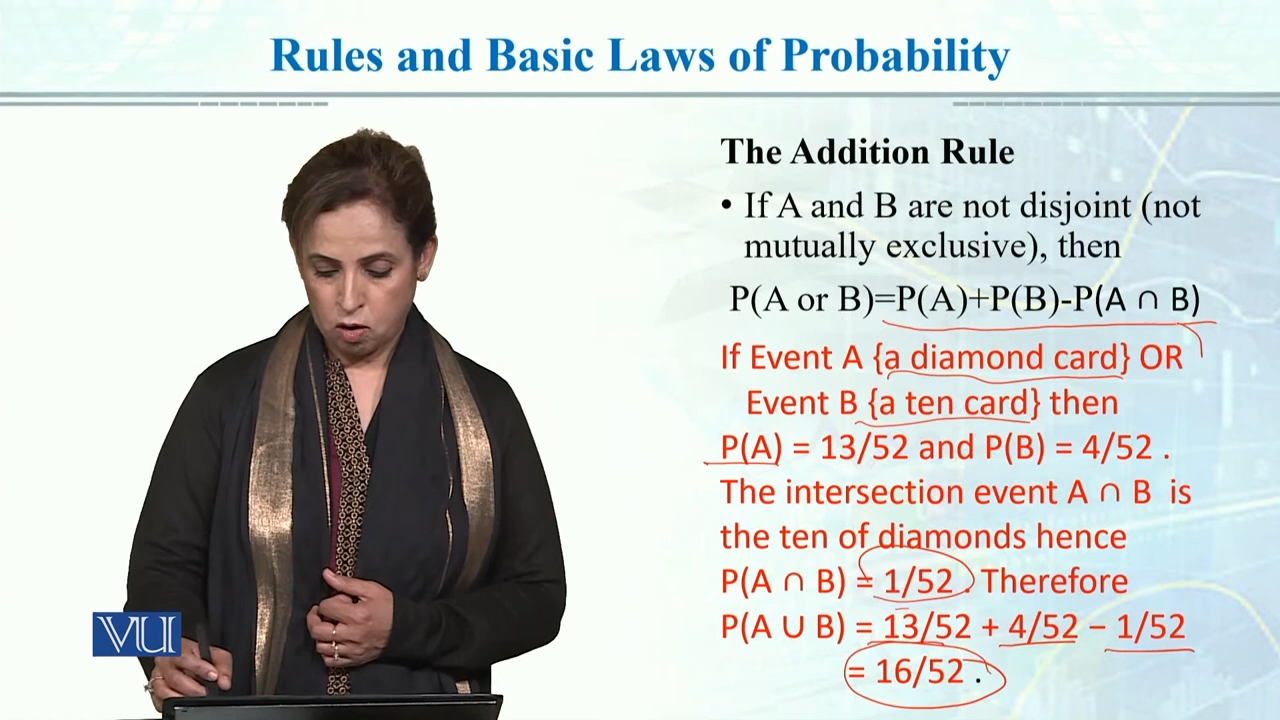 Rules and Basic Laws of Probability
The Addition Rule
• If A and B are not disjoint (not
mutually exclusive), then
P(A or B)=P(A)+P(B)-P(A ∩ B)
If Event A {a diamond card} OR
Event B {a ten card} then
P(A) = 13/52 and P(B) = 4/52 .
The intersection event A ∩ B is
the ten of diamonds hence
P(A ∩ B) = 1/52 . Therefore
P(A ∪ B) = 13/52 + 4/52 – 1/52
= 16/52 .
VU